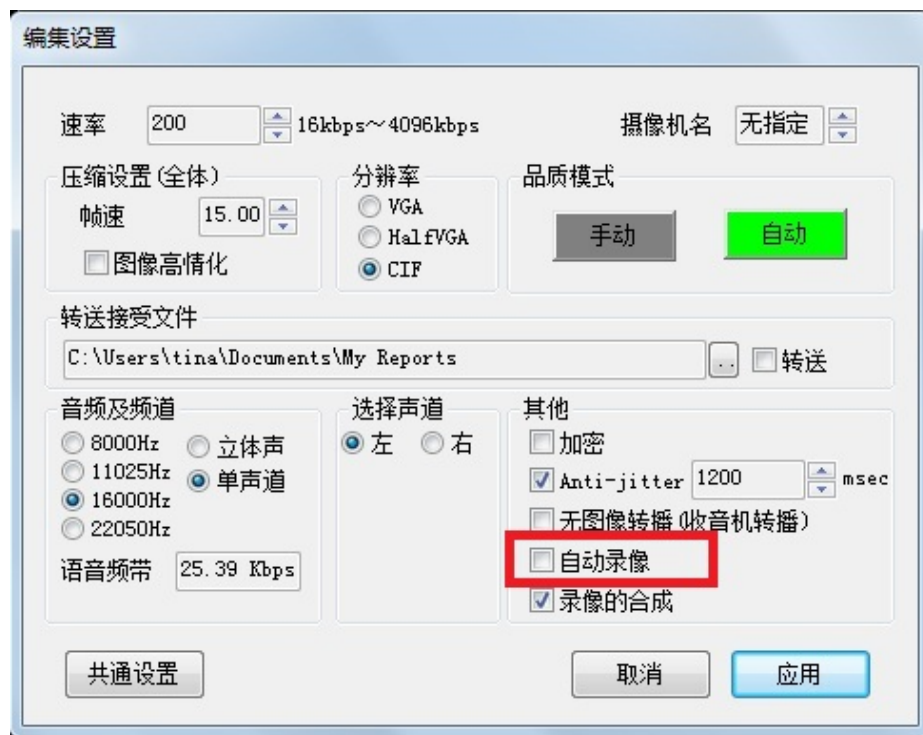 编集设置
速率 200 16kbps～4096kbps 摄像机名 无指定
压缩设置(全体) 分辨率 品质模式
帧速 15.00 VGA 手动 自动
HalfVGA
图像高情化 CIF
转送接受文件
C:\Users\tina\Documents\My Reports .. 转送
音频及频道 选择声道 其他
8000Hz 立体声 左 右 加密
11025Hz 单声道 Anti-jitter 1200 msec
16000Hz 无图像转播(收音机转播)
22050Hz
自动录像
语音频带 25.39 Kbps
录像的合成
共通设置 取消 应用